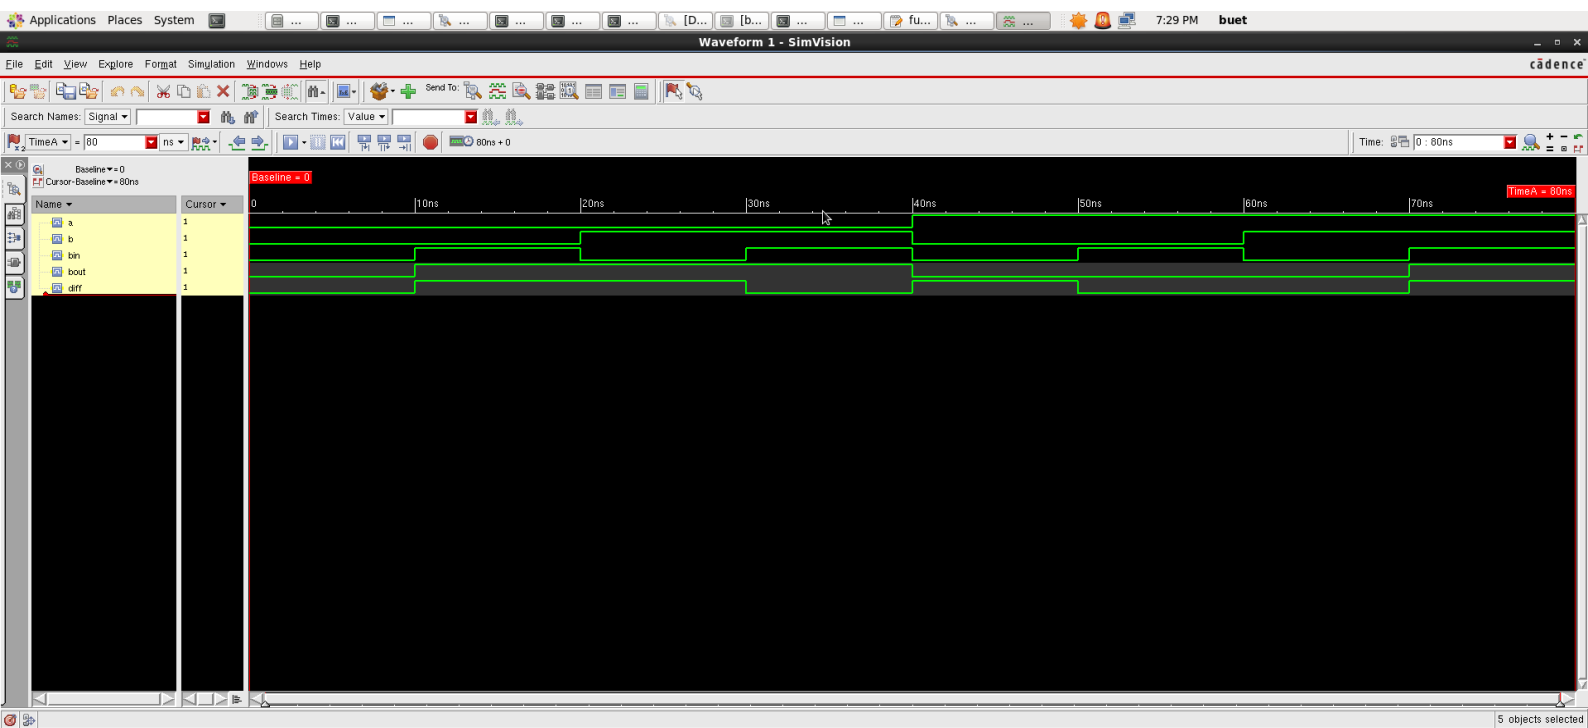 Applications Places System ... ... ... ... ... ... ... [D... [b... ... ... fu... ... ... 7:29 PM buet
Waveform 1 - SimVision
File Edit View Explore Format Simulation Windows Help cādence
Send To:
Search Names: Signal Search Times: Value
TimeA = 80 ns 80ns + 0 Time: 0 : 80ns
Baseline = 0
Cursor-Baseline = 80ns
Baseline = 0
TimeA = 80ns
Name Cursor 0 10ns 20ns 30ns 40ns 50ns 60ns 70ns
a 1
b 1
bin 1
bout 1
diff 1
5 objects selected